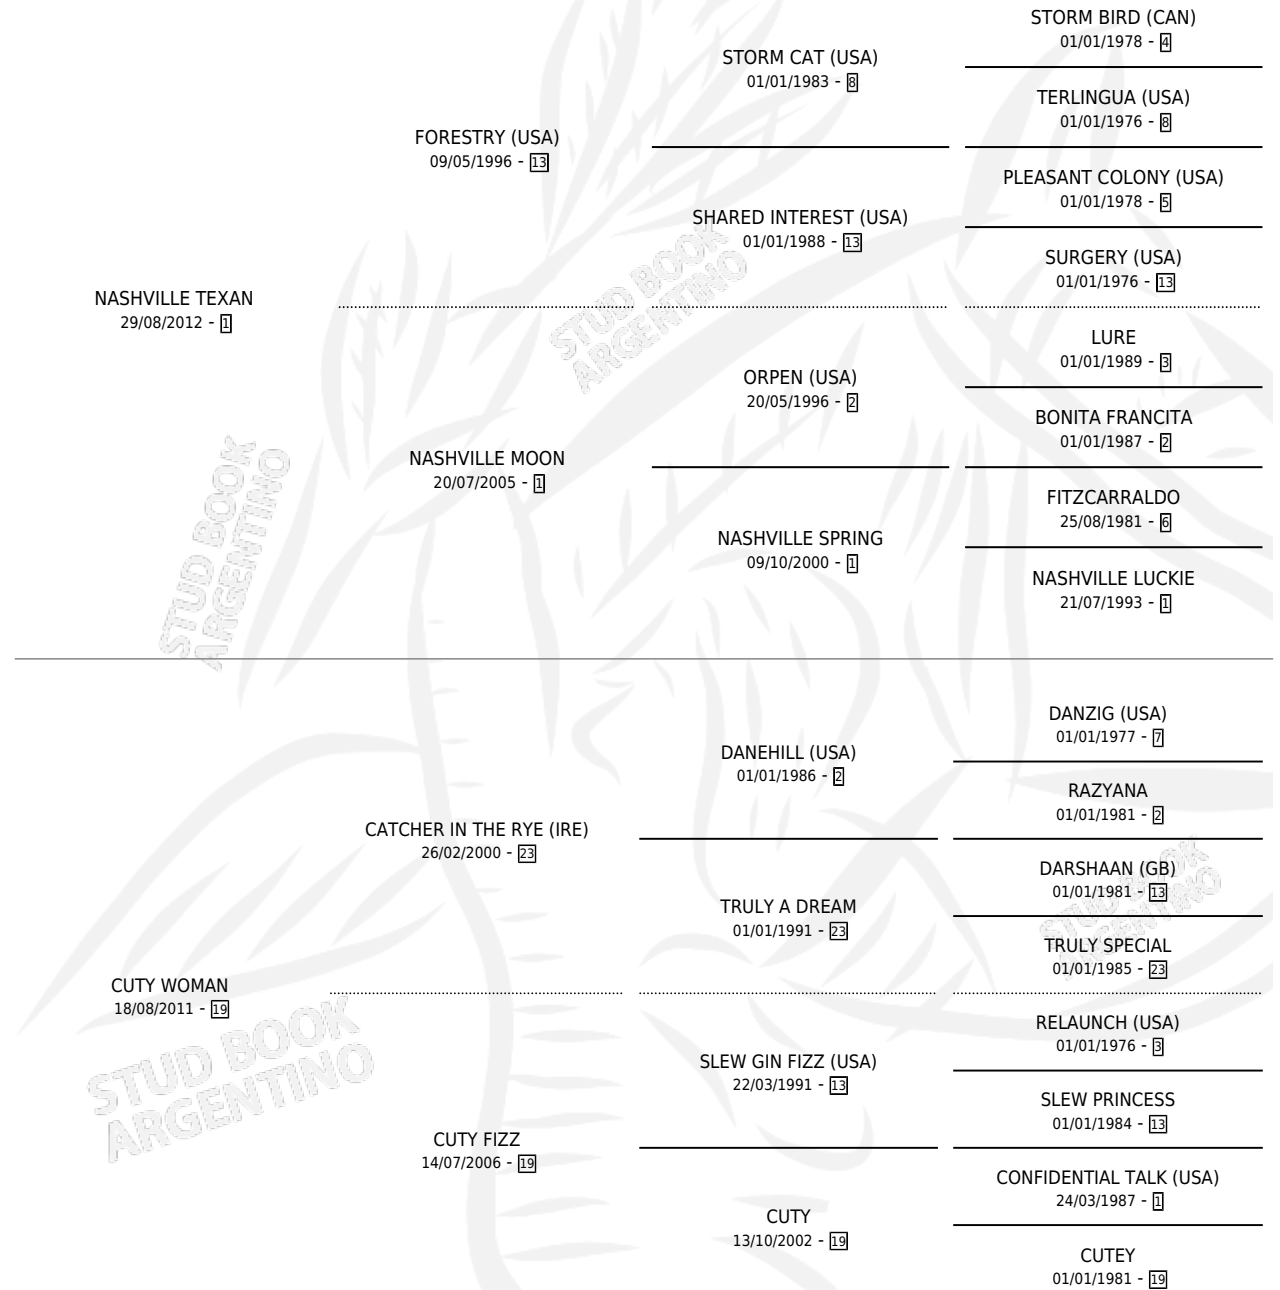 STORM BIRD (CAN)
01/01/1978 - 4
STORM CAT (USA)
01/01/1983 - 8
TERLINGUA (USA)
01/01/1976 - 8
FORESTRY (USA)
09/05/1996 - 13
PLEASANT COLONY (USA)
01/01/1978 - 5
SHARED INTEREST (USA)
01/01/1988 - 13
SURGERY (USA)
01/01/1976 - 13
NASHVILLE TEXAN
29/08/2012 - 1
LURE
01/01/1989 - 3
ORPEN (USA)
20/05/1996 - 2
BONITA FRANCITA
01/01/1987 - 2
NASHVILLE MOON
20/07/2005 - 1
FITZCARRALDO
25/08/1981 - 6
NASHVILLE SPRING
09/10/2000 - 1
NASHVILLE LUCKIE
21/07/1993 - 1
DANZIG (USA)
01/01/1977 - 7
DANEHILL (USA)
01/01/1986 - 2
RAZYANA
01/01/1981 - 2
CATCHER IN THE RYE (IRE)
26/02/2000 - 23
DARSHAAN (GB)
01/01/1981 - 13
TRULY A DREAM
01/01/1991 - 23
TRULY SPECIAL
01/01/1985 - 23
CUTY WOMAN
18/08/2011 - 19
RELAUNCH (USA)
01/01/1976 - 3
SLEW GIN FIZZ (USA)
22/03/1991 - 13
SLEW PRINCESS
01/01/1984 - 13
CUTY FIZZ
14/07/2006 - 19
CONFIDENTIAL TALK (USA)
24/03/1987 - 1
CUTY
13/10/2002 - 19
CUTEY
01/01/1981 - 19
STUD BOOK
ARGENTINO
STUD BOOK
ARGENTINO
STUD BOOK
ARGENTINO
STUD BOOK
ARGENTINO